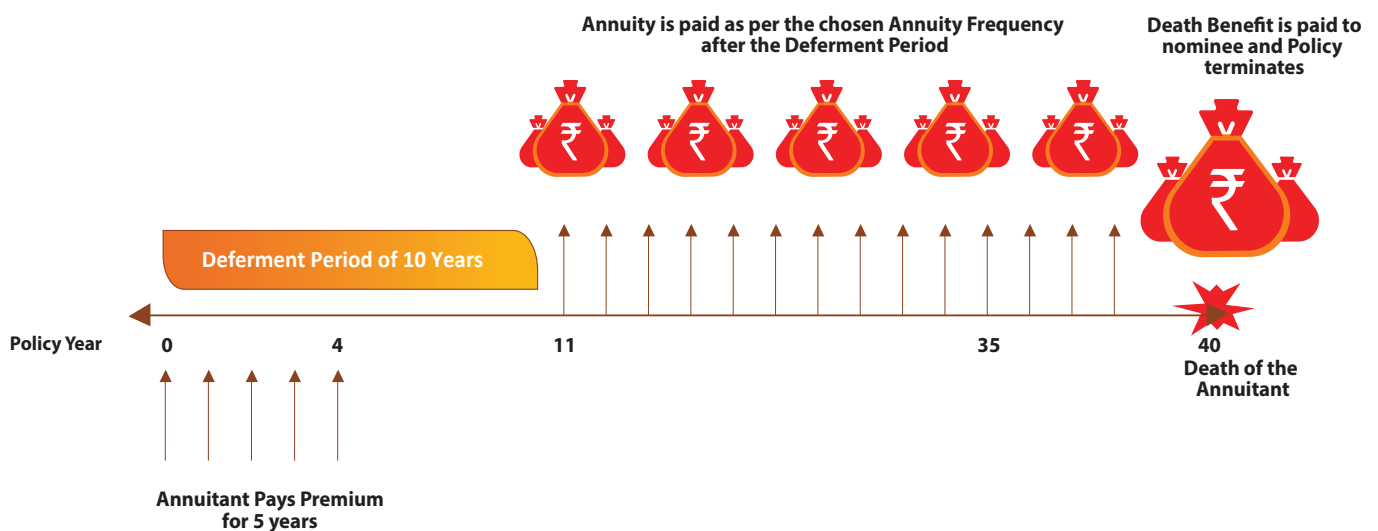 Annuity is paid as per the chosen Annuity Frequency
after the Deferment Period
Death Benefit is paid to
nominee and Policy
terminates
₹
₹
₹
₹
₹
₹
Deferment Period of 10 Years
Policy Year
0
4
11
35
40
Death of the
Annuitant
Annuitant Pays Premium
for 5 years